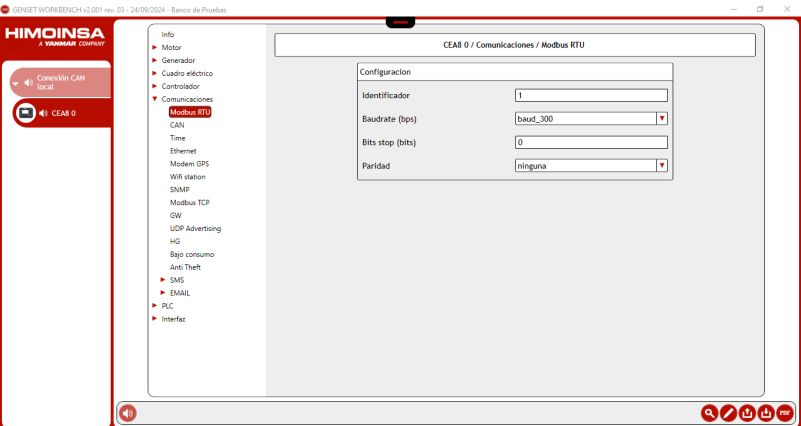 GENSET WORKBENCH v2.001 rev. 03 - 24/09/2024 - Banco de Pruebas
HIMOINSA
A YANMAR COMPANY
Conexión CAN
local
CEA8 0
Info
Motor
Generador
Cuadro eléctrico
Controlador
Comunicaciones
Modbus RTU
CAN
Time
Ethernet
Modem GPS
Wifi station
SNMP
Modbus TCP
GW
UDP Advertising
HG
Bajo consumo
Anti Theft
SMS
EMAIL
PLC
Interfaz
CEA8 0 / Comunicaciones / Modbus RTU
Configuracion
Identificador 1
Baudrate (bps) baud_300
Bits stop (bits) 0
Paridad ninguna
PDF